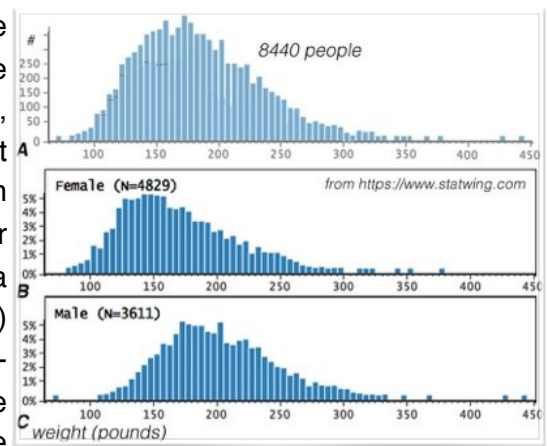 # 8440 people
250
200
150
100
50
0
A 100 150 200 250 300 350 400 450
Female (N=4829) from https://www.statwing.com
5%
4%
3%
2%
1%
0%
B 100 150 200 250 300 350 400 450
Male (N=3611)
5%
4%
3%
2%
1%
0%
C 100 150 200 250 300 350 400 450
weight (pounds)